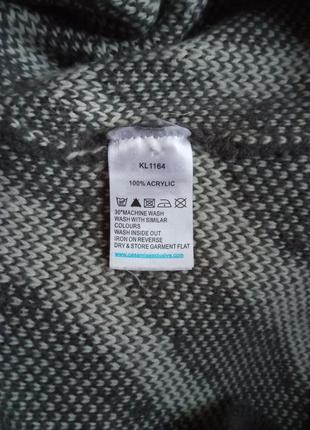 KL1164
100% ACRYLIC
30°MACHINE WASH
WASH WITH SIMILAR
COLOURS
WASH INSIDE OUT
IRON ON REVERSE
DRY & STORE GARMENT FLAT